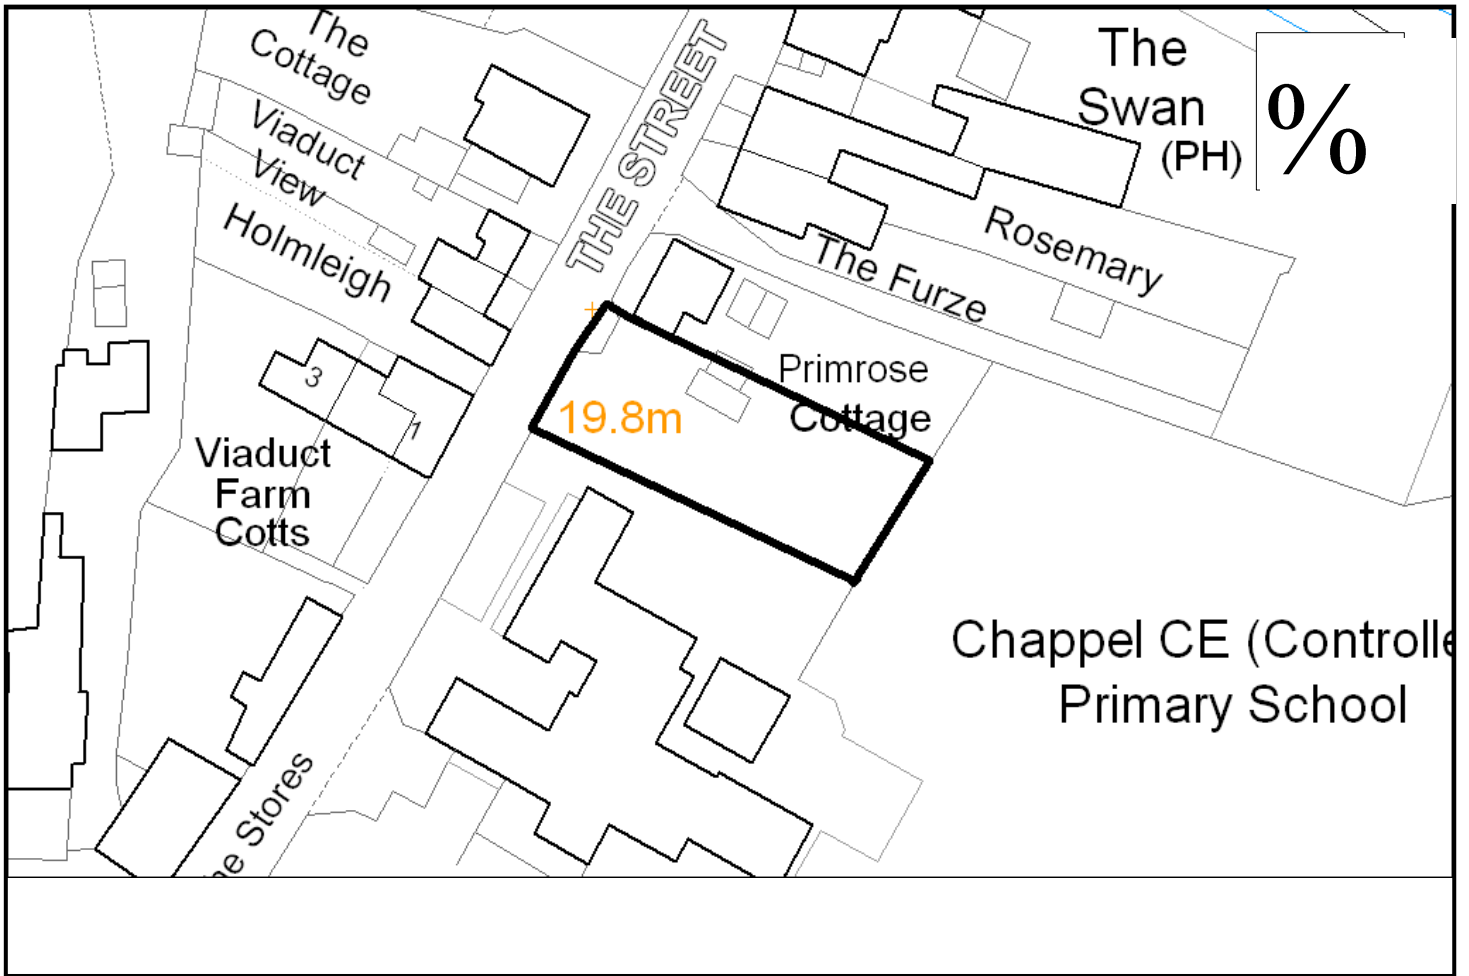 The
Cottage
THE STREET
The
Swan
(PH)
%
Viaduct
View
Holmleigh
Rosemary
The Furze
3
1
Primrose
Cottage
19.8m
Viaduct
Farm
Cotts
Chappel CE (Controlle
Primary School
he Stores